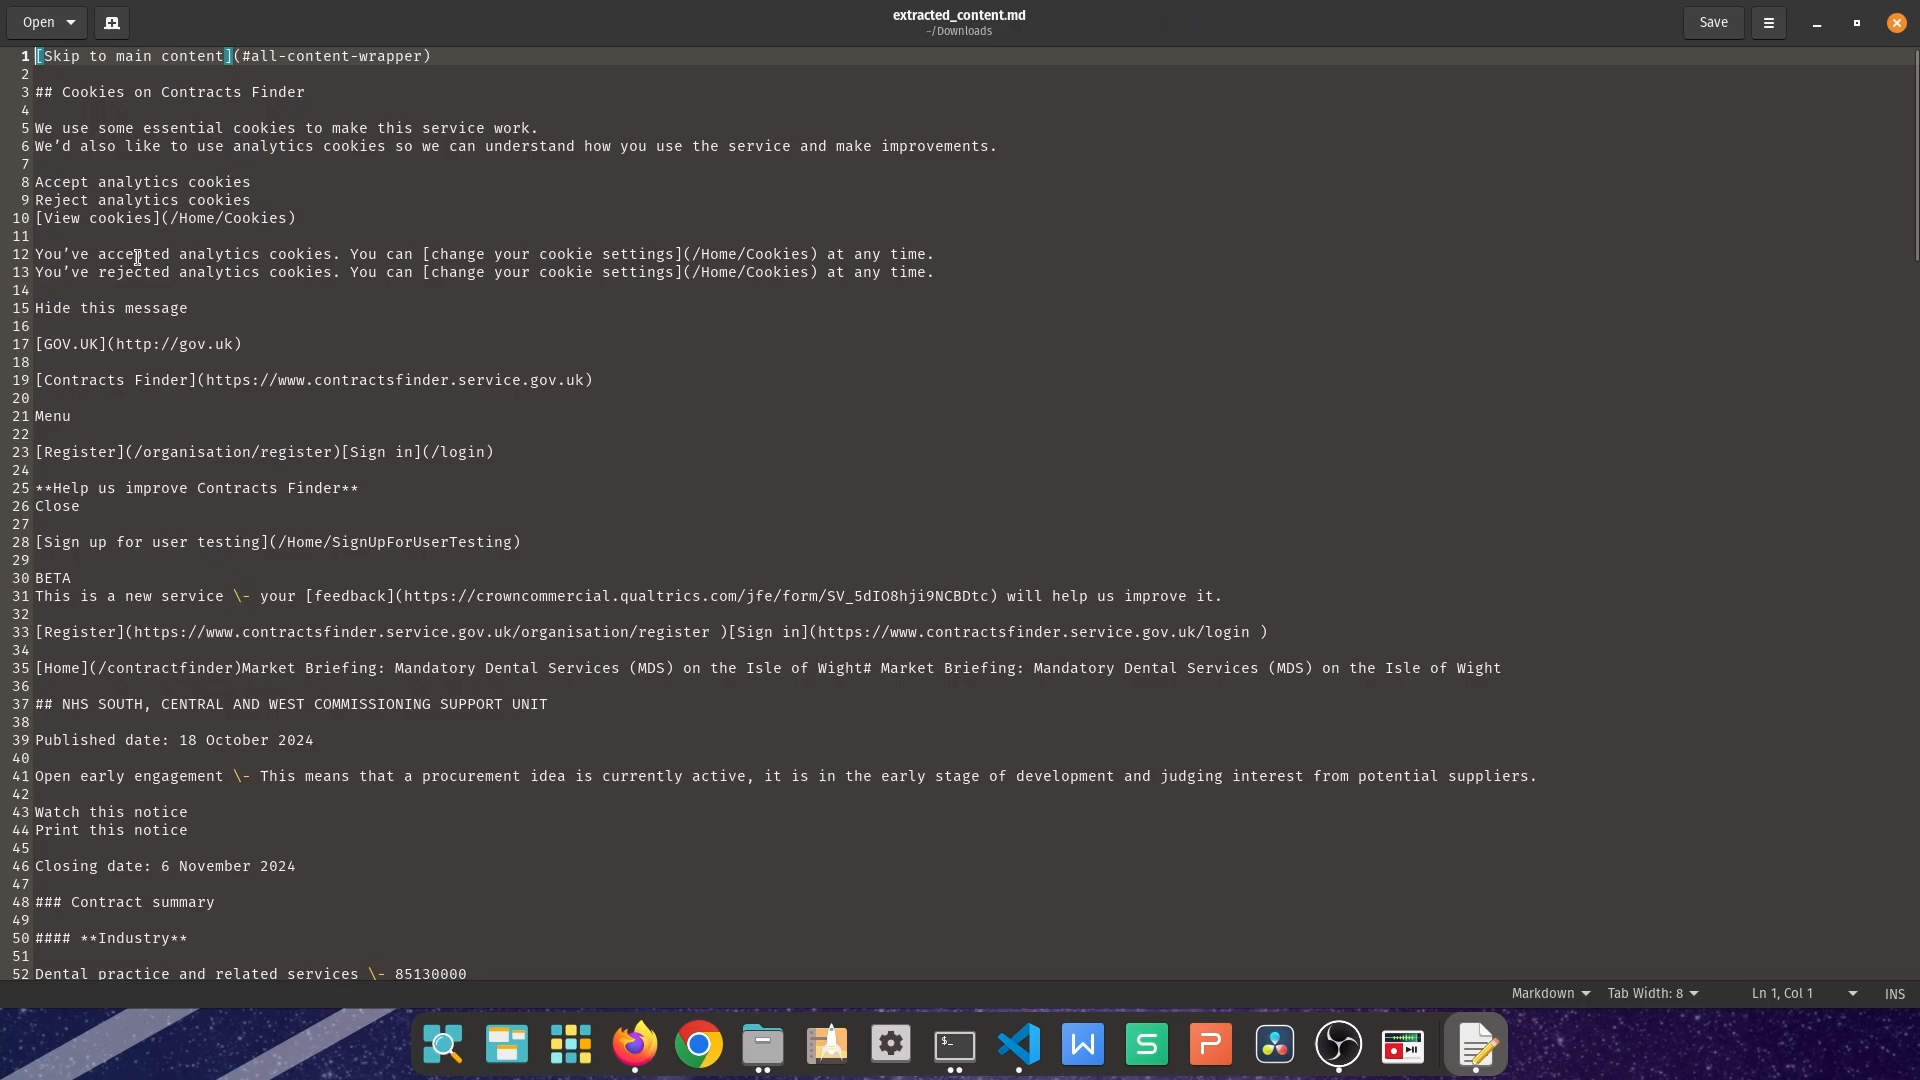 Open
extracted_content.md
~/Downloads
Save
1 [Skip to main content](#all-content-wrapper)
2
3 ## Cookies on Contracts Finder
4
5 We use some essential cookies to make this service work.
6 We’d also like to use analytics cookies so we can understand how you use the service and make improvements.
7
8 Accept analytics cookies
9 Reject analytics cookies
10 [View cookies](/Home/Cookies)
11
12 You’ve accepted analytics cookies. You can [change your cookie settings](/Home/Cookies) at any time.
13 You’ve rejected analytics cookies. You can [change your cookie settings](/Home/Cookies) at any time.
14
15 Hide this message
16
17 [GOV.UK](http://gov.uk)
18
19 [Contracts Finder](https://www.contractsfinder.service.gov.uk)
20
21 Menu
22
23 [Register](/organisation/register)[Sign in](/login)
24
25 **Help us improve Contracts Finder**
26 Close
27
28 [Sign up for user testing](/Home/SignUpForUserTesting)
29
30 BETA
31 This is a new service \- your [feedback](https://crowncommercial.qualtrics.com/jfe/form/SV_5dIO8hji9NCBDtc) will help us improve it.
32
33 [Register](https://www.contractsfinder.service.gov.uk/organisation/register )[Sign in](https://www.contractsfinder.service.gov.uk/login )
34
35 [Home](/contractfinder)Market Briefing: Mandatory Dental Services (MDS) on the Isle of Wight# Market Briefing: Mandatory Dental Services (MDS) on the Isle of Wight
36
37 ## NHS SOUTH, CENTRAL AND WEST COMMISSIONING SUPPORT UNIT
38
39 Published date: 18 October 2024
40
41 Open early engagement \- This means that a procurement idea is currently active, it is in the early stage of development and judging interest from potential suppliers.
42
43 Watch this notice
44 Print this notice
45
46 Closing date: 6 November 2024
47
48 ### Contract summary
49
50 #### **Industry**
51
52 Dental practice and related services \- 85130000
Markdown Tab Width: 8 Ln 1, Col 1 INS
$_ W S P